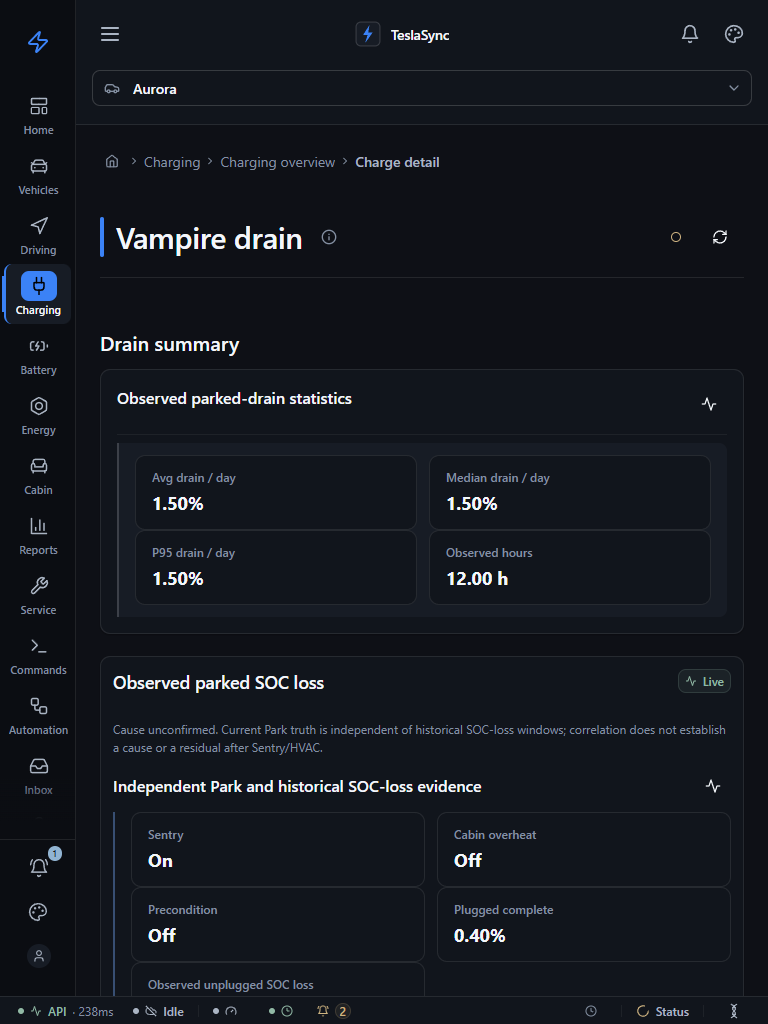 TeslaSync
Aurora
Home
Vehicles
Driving
Charging
Battery
Energy
Cabin
Reports
Service
Commands
Automation
Inbox
1
Charging
Charging overview
Charge detail
Vampire drain
Drain summary
Observed parked-drain statistics
Avg drain / day
1.50%
Median drain / day
1.50%
P95 drain / day
1.50%
Observed hours
12.00 h
Observed parked SOC loss
Live
Cause unconfirmed. Current Park truth is independent of historical SOC-loss windows; correlation does not establish
a cause or a residual after Sentry/HVAC.
Independent Park and historical SOC-loss evidence
Sentry
On
Cabin overheat
Off
Precondition
Off
Plugged complete
0.40%
Observed unplugged SOC loss
API · 238ms
Idle
2
Status